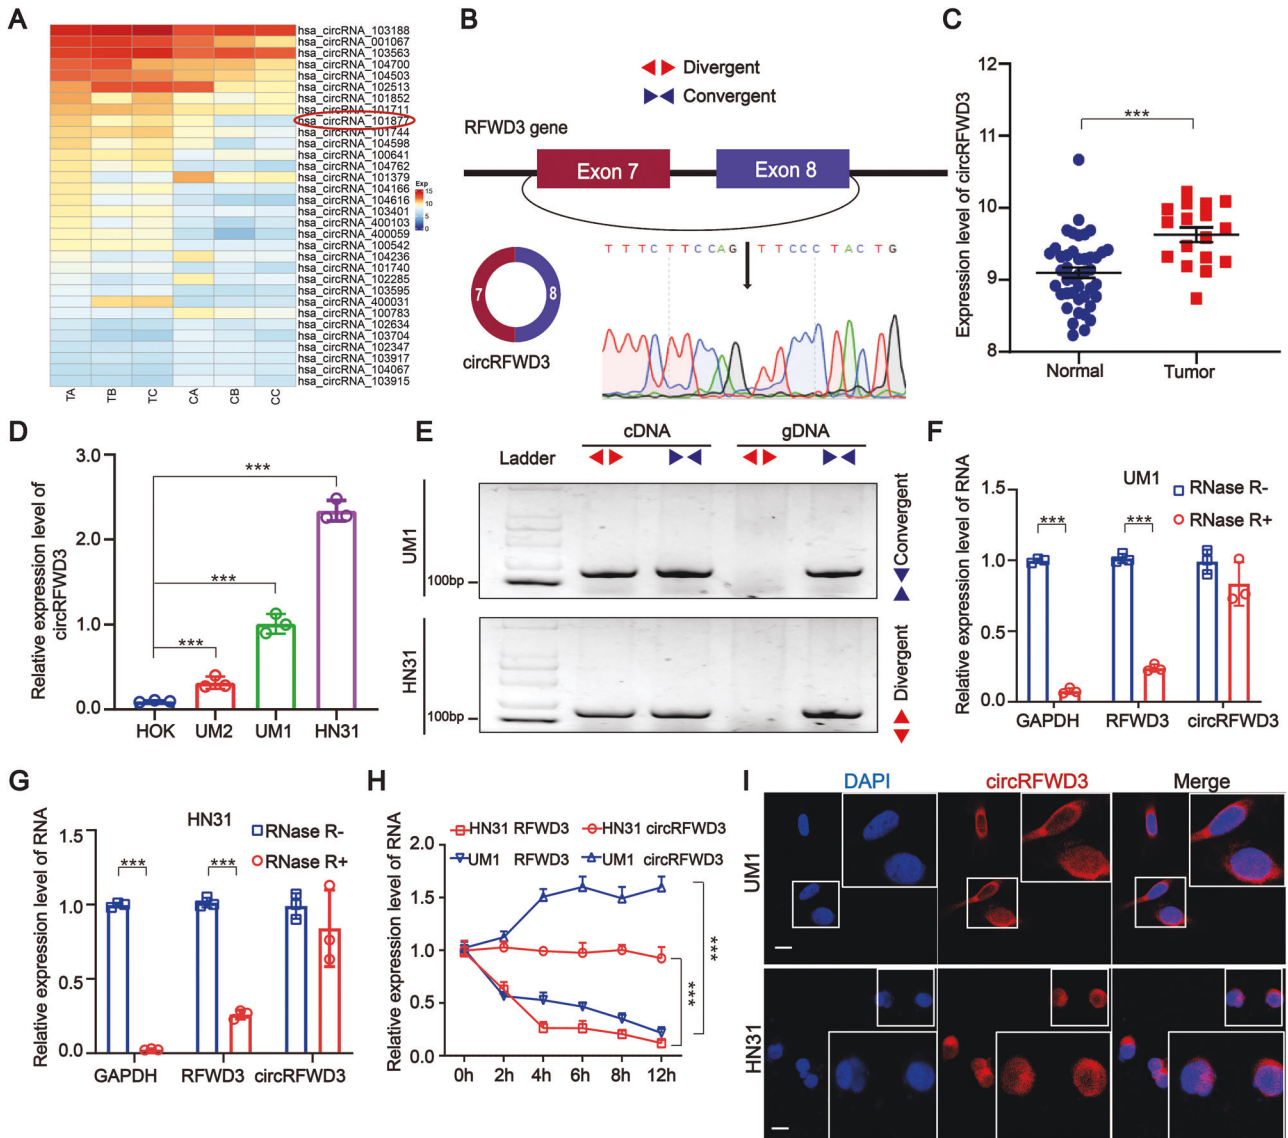 A
hsa_circRNA_103188
hsa_circRNA_001067
hsa_circRNA_103563
hsa_circRNA_104700
hsa_circRNA_104503
hsa_circRNA_102513
hsa_circRNA_101852
hsa_circRNA_101711
hsa_circRNA_101877
hsa_circRNA_101744
hsa_circRNA_104598
hsa_circRNA_100641
hsa_circRNA_104762
hsa_circRNA_101379
hsa_circRNA_104166
hsa_circRNA_104616
hsa_circRNA_103401
hsa_circRNA_400103
hsa_circRNA_400059
hsa_circRNA_100542
hsa_circRNA_104236
hsa_circRNA_101740
hsa_circRNA_102285
hsa_circRNA_103595
hsa_circRNA_400031
hsa_circRNA_100783
hsa_circRNA_102634
hsa_circRNA_103704
hsa_circRNA_102347
hsa_circRNA_103917
hsa_circRNA_104067
hsa_circRNA_103915
Exp
15
10
5
0
TA TB TC CA CB CC
B
Divergent
Convergent
RFWD3 gene
Exon 7 Exon 8
T T T C T T C C A G T T C C C T A C T G
7 8
circRFWD3
C
Expression level of circRFWD3
12
11
10
9
8
***
Normal Tumor
D
Relative expression level of
circRFWD3
3.0
2.0
1.0
0.0
***
***
***
HOK UM2 UM1 HN31
E
cDNA gDNA
Ladder
UM1
100bp
Convergent
HN31
100bp
Divergent
F
Relative expression level of RNA
UM1
RNase R-
RNase R+
1.5
1.0
0.5
0.0
*** ***
GAPDH RFWD3 circRFWD3
G
Relative expression level of RNA
HN31
RNase R-
RNase R+
1.5
1.0
0.5
0.0
*** ***
GAPDH RFWD3 circRFWD3
H
Relative expression level of RNA
HN31 RFWD3 HN31 circRFWD3
UM1 RFWD3 UM1 circRFWD3
2.0
1.5
1.0
0.5
0.0
***
***
0h 2h 4h 6h 8h 12h
I
DAPI circRFWD3 Merge
UM1
HN31